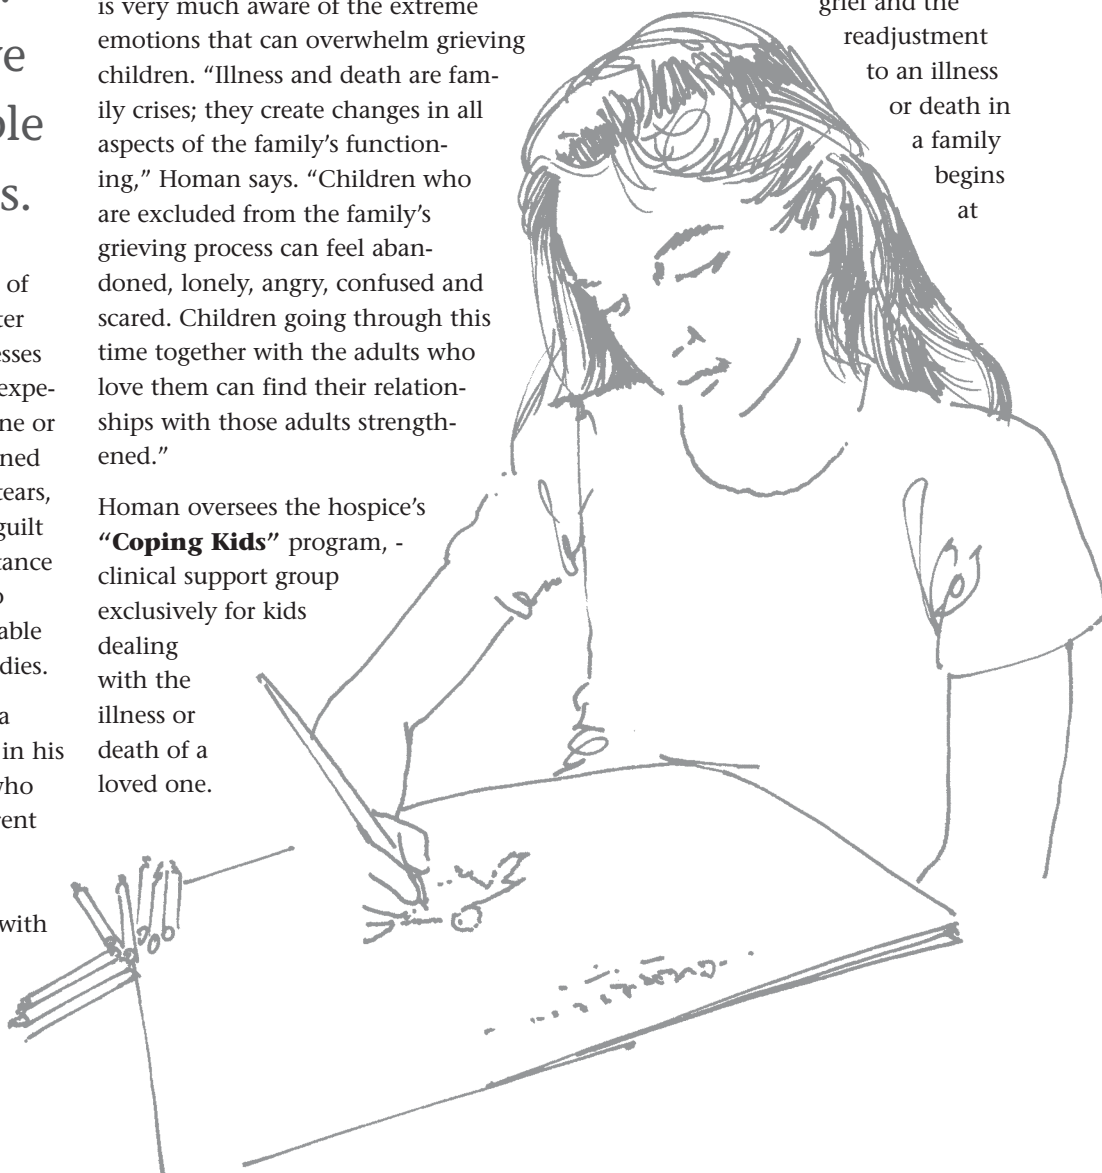 ve
ple
s.
of
ter
esses
expe-
ne or
ned
tears,
guilt
tance
o
able
dies.
a
in his
who
rent
with
is very much aware of the extreme
emotions that can overwhelm grieving
children. “Illness and death are fam-
ily crises; they create changes in all
aspects of the family’s function-
ing,” Homan says. “Children who
are excluded from the family’s
grieving process can feel aban-
doned, lonely, angry, confused and
scared. Children going through this
time together with the adults who
love them can find their relation-
ships with those adults strength-
ened.”
Homan oversees the hospice’s
“Coping Kids” program, -
clinical support group
exclusively for kids
dealing
with the
illness or
death of a
loved one.
grief and the
readjustment
to an illness
or death in
a family
begins
at